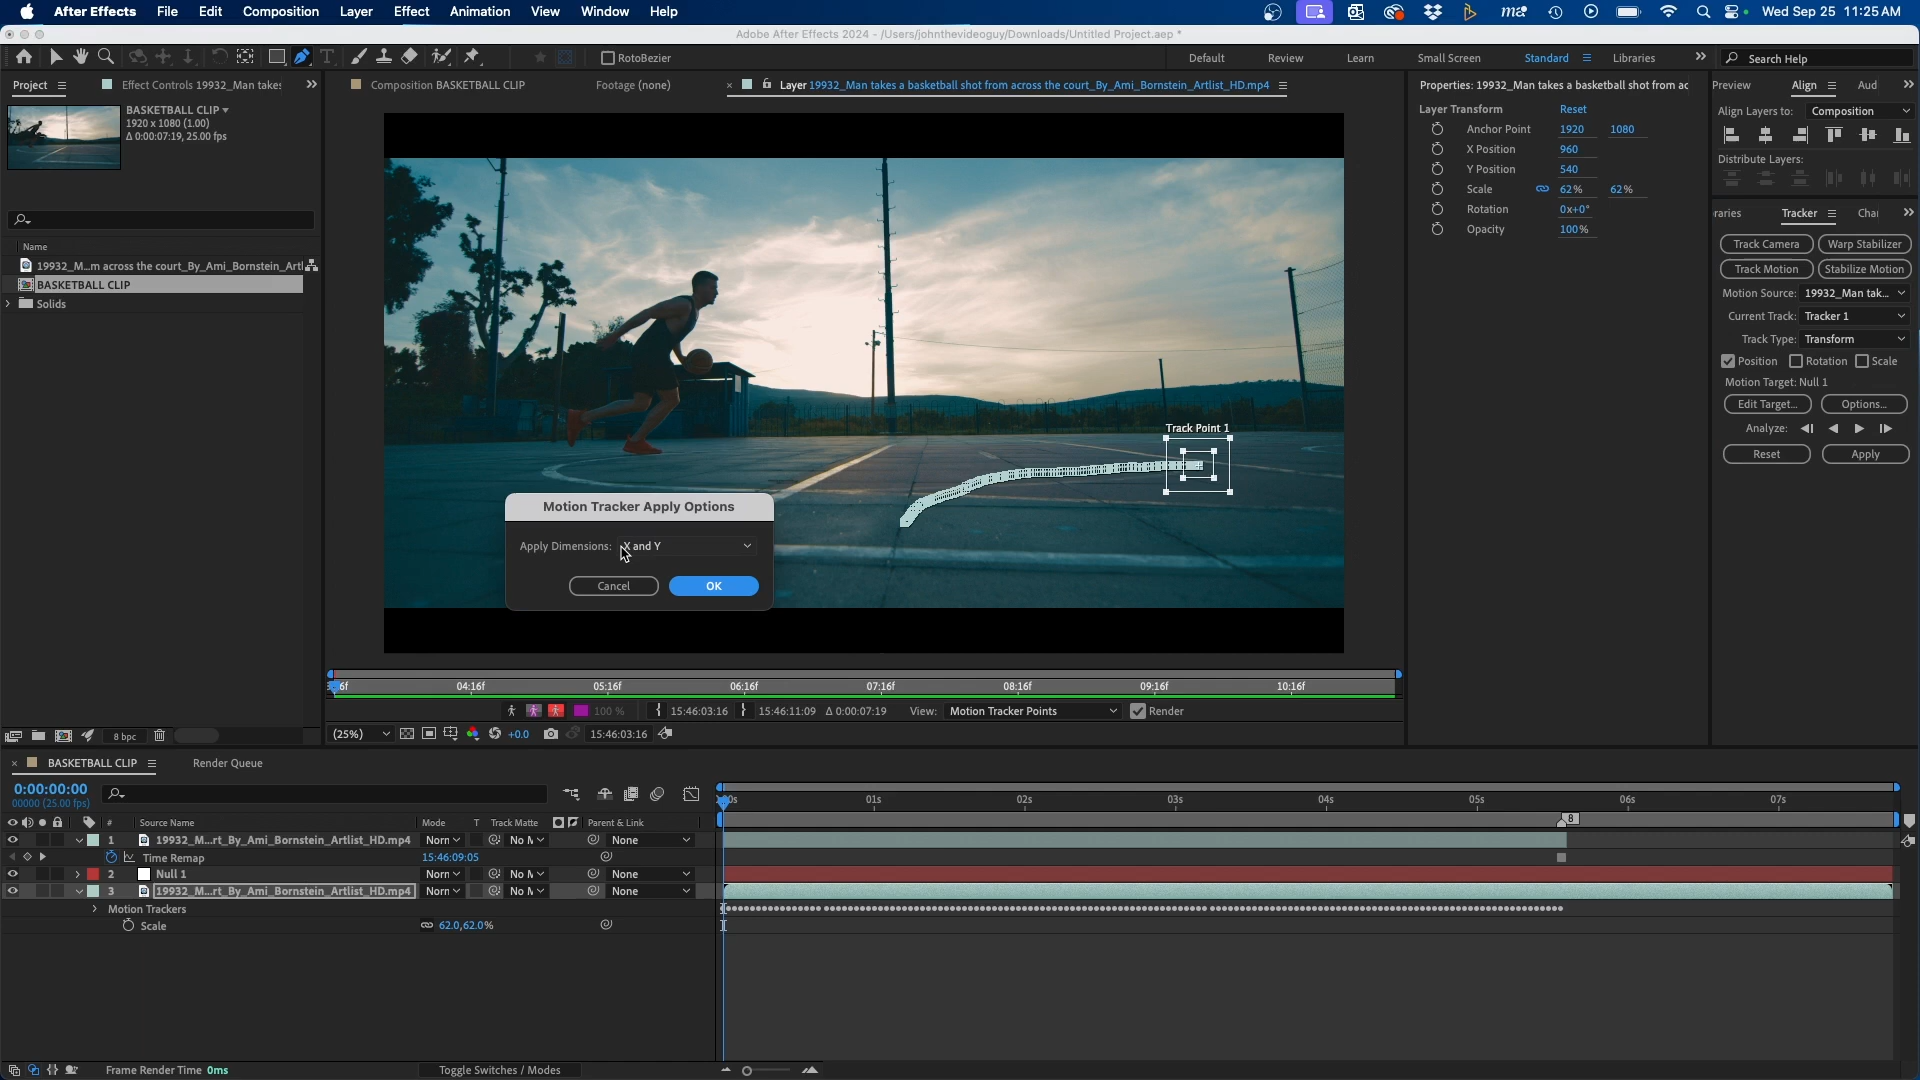 After Effects File Edit Composition Layer Effect Animation View Window Help Wed Sep 25 11:25 AM
Adobe After Effects 2024 - /Users/johnthevideoguy/Downloads/Untitled Project.aep *
RotoBezier Default Review Learn Small Screen Standard Libraries Search Help
Project Effect Controls 19932_Man takes
Composition BASKETBALL CLIP Footage (none) Layer 19932_Man takes a basketball shot from across the court_By_Ami_Bornstein_Artlist_HD.mp4
Properties: 19932_Man takes a basketball shot from ac
Preview Align Aud
BASKETBALL CLIP
1920 x 1080 (1.00)
Δ 0:00:07:19, 25.00 fps
Layer Transform Reset
Anchor Point 1920 1080
X Position 960
Y Position 540
Scale 62% 62%
Rotation 0x+0°
Opacity 100%
Align Layers to: Composition
Distribute Layers:
raries Tracker Cha
Track Camera Warp Stabilizer
Track Motion Stabilize Motion
Motion Source: 19932_Man tak...
Current Track: Tracker 1
Track Type: Transform
Position Rotation Scale
Motion Target: Null 1
Edit Target... Options...
Analyze:
Reset Apply
Name
19932_M...m across the court_By_Ami_Bornstein_Artl
BASKETBALL CLIP
Solids
Track Point 1
Motion Tracker Apply Options
Apply Dimensions: X and Y
Cancel OK
04:16f 05:16f 06:16f 07:16f 08:16f 09:16f 10:16f
100 % 15:46:03:16 15:46:11:09 Δ 0:00:07:19 View: Motion Tracker Points Render
8 bpc (25%) +0.0 15:46:03:16
BASKETBALL CLIP Render Queue
0:00:00:00
00000 (25.00 fps)
01s 02s 03s 04s 05s 06s 07s
# Source Name Mode T Track Matte Parent & Link
8
1 19932_M...rt_By_Ami_Bornstein_Artlist_HD.mp4 Norn No M None
Time Remap 15:46:09:05
2 Null 1 Norn No M None
3 19932_M...rt_By_Ami_Bornstein_Artlist_HD.mp4 Norn No M None
Motion Trackers
Scale 62.0,62.0%
Frame Render Time 0ms Toggle Switches / Modes